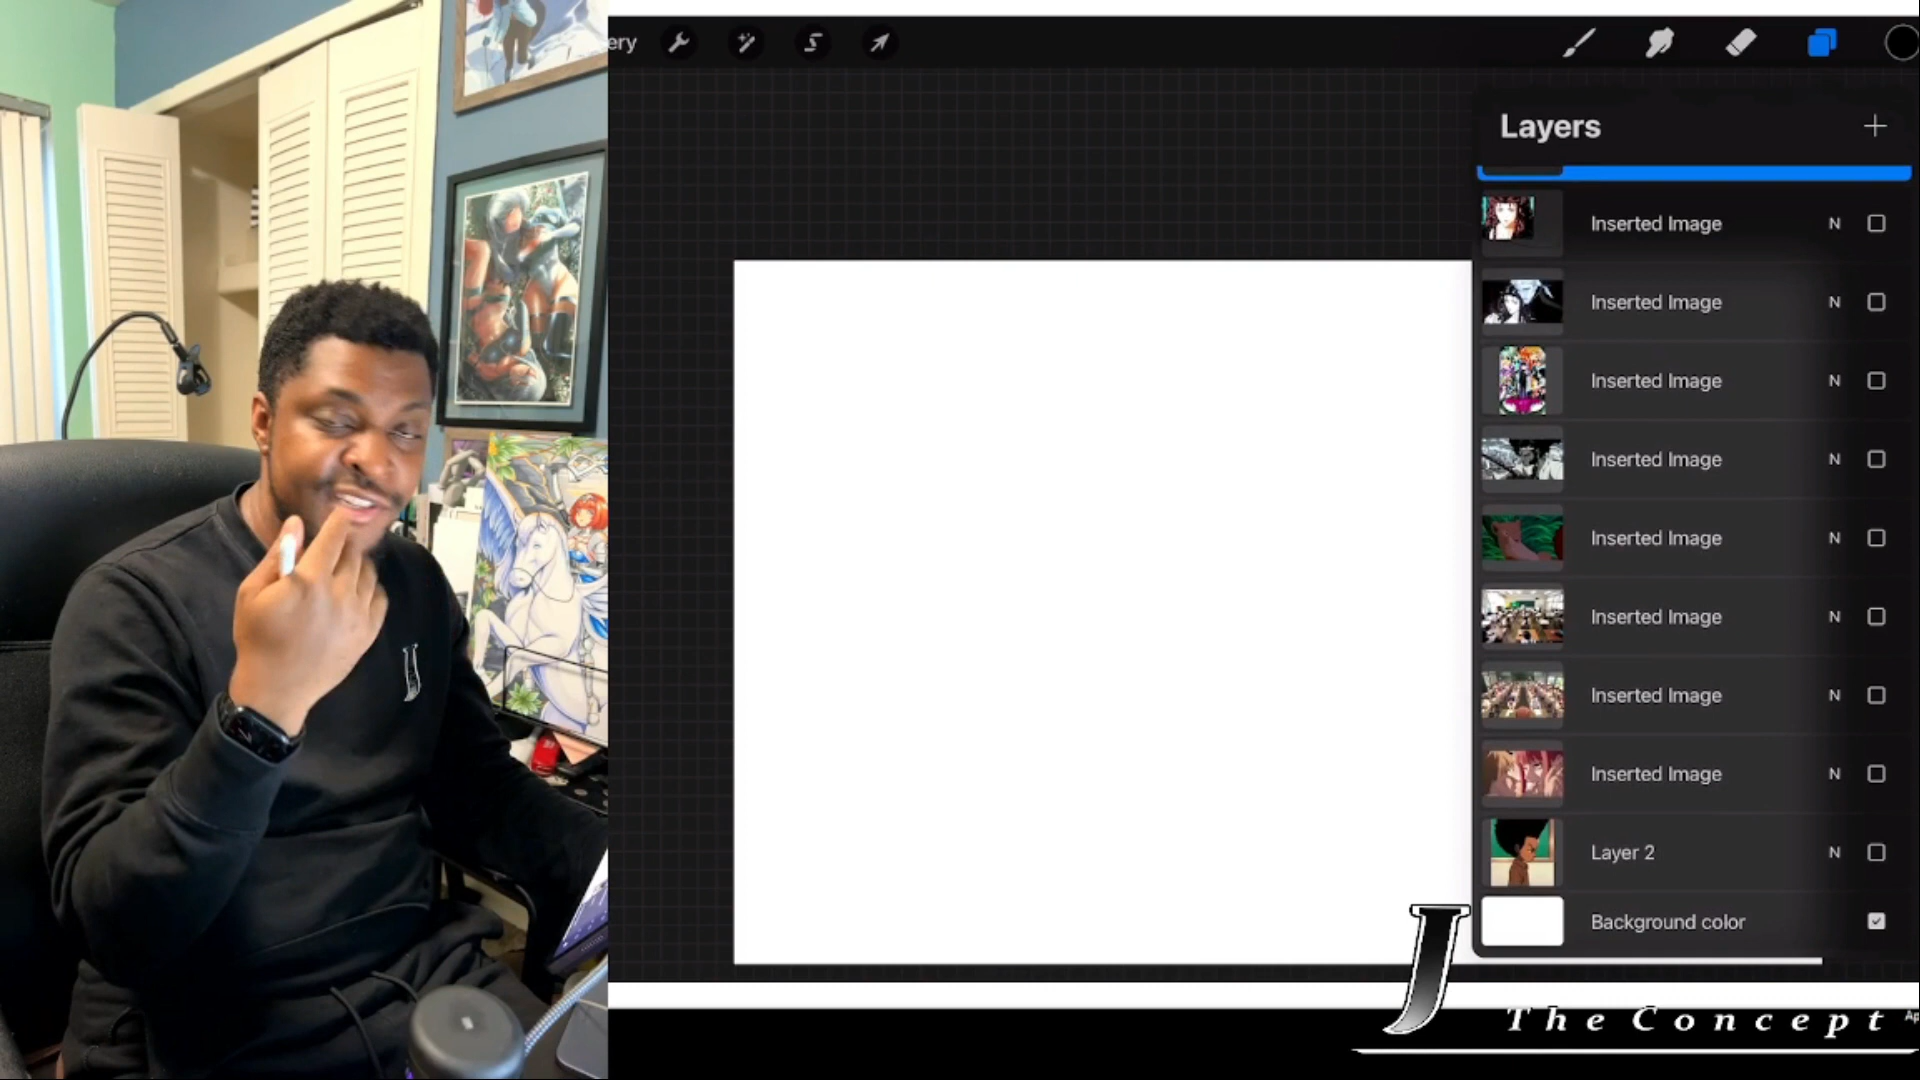 ery
Layers
Inserted Image N
Inserted Image N
Inserted Image N
Inserted Image N
Inserted Image N
Inserted Image N
Inserted Image N
Inserted Image N
Layer 2 N
Background color
J
The Concept
Ap